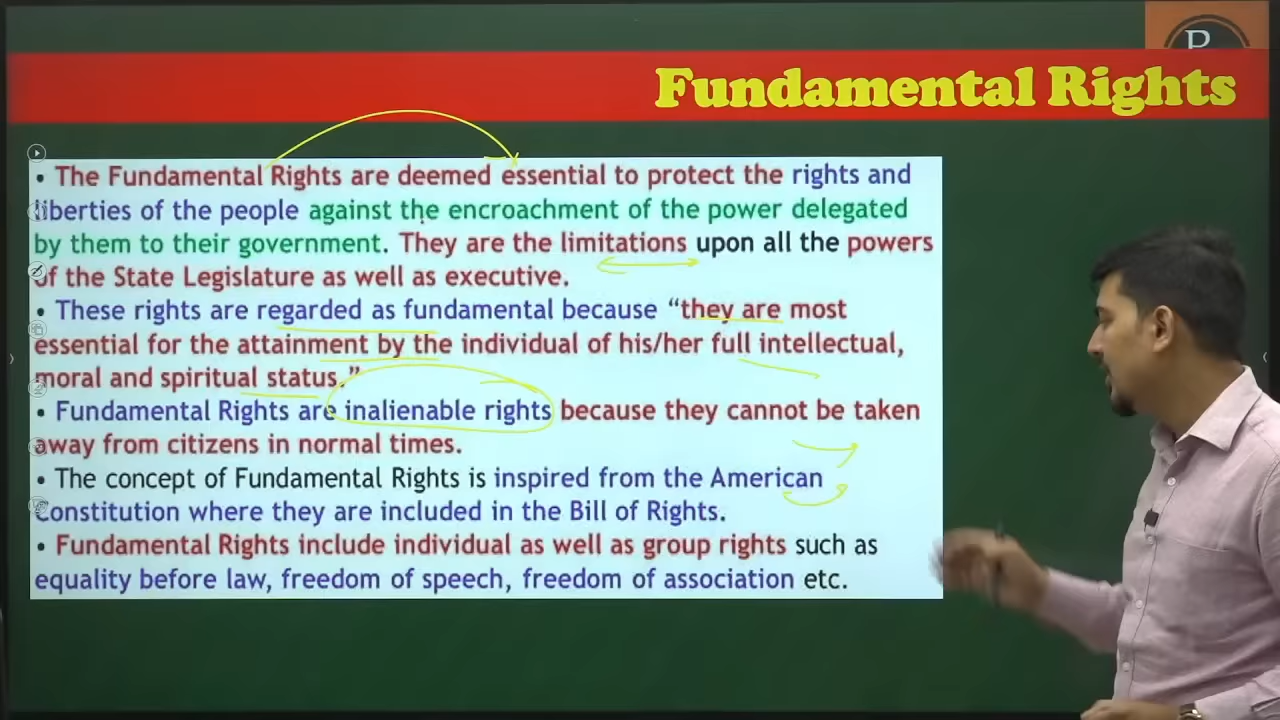 P
Fundamental Rights
• The Fundamental Rights are deemed essential to protect the rights and
liberties of the people against the encroachment of the power delegated
by them to their government. They are the limitations upon all the powers
of the State Legislature as well as executive.
• These rights are regarded as fundamental because “they are most
essential for the attainment by the individual of his/her full intellectual,
moral and spiritual status.”
• Fundamental Rights are inalienable rights because they cannot be taken
away from citizens in normal times.
• The concept of Fundamental Rights is inspired from the American
Constitution where they are included in the Bill of Rights.
• Fundamental Rights include individual as well as group rights such as
equality before law, freedom of speech, freedom of association etc.